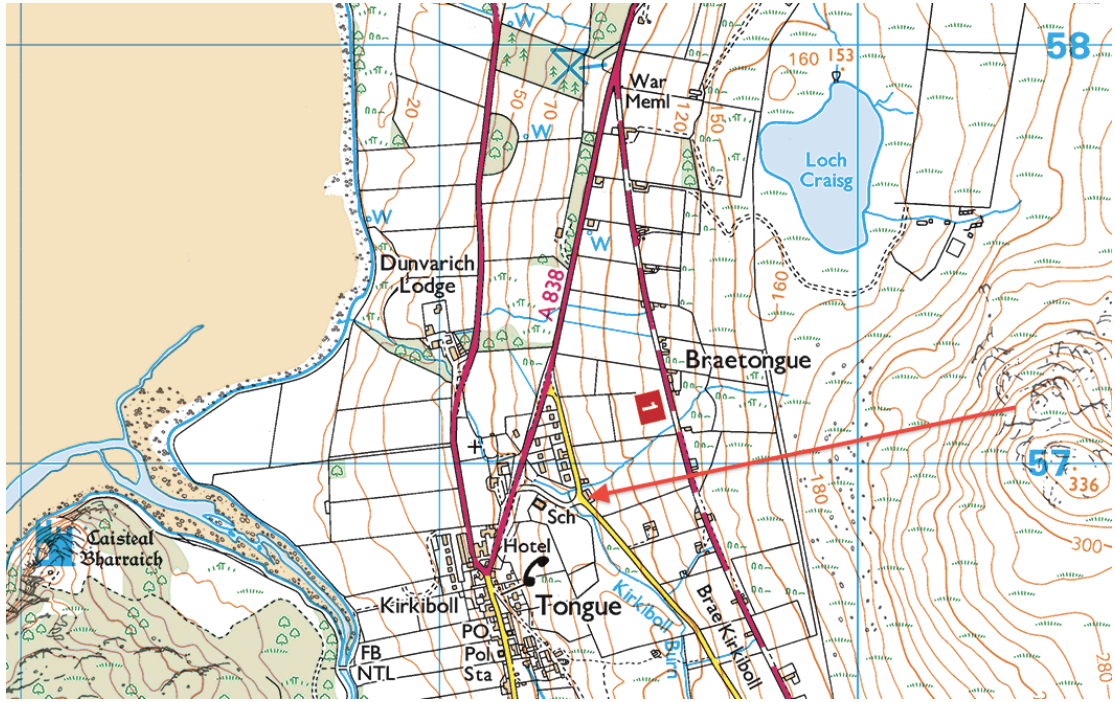 W
58
160 153
War
Meml
20
50
70
120
150
W
Loch
Craisg
W
W
Dunvarich
Lodge
A 838
160
Braetongue
1
57
336
180
Sch
Hotel
Caisteal
Bharraich
300
Kirkiboll
Tongue
Kirkiboll Burn
Brae Kirkiboll
PO
Pol
Sta
FB
NTL
280